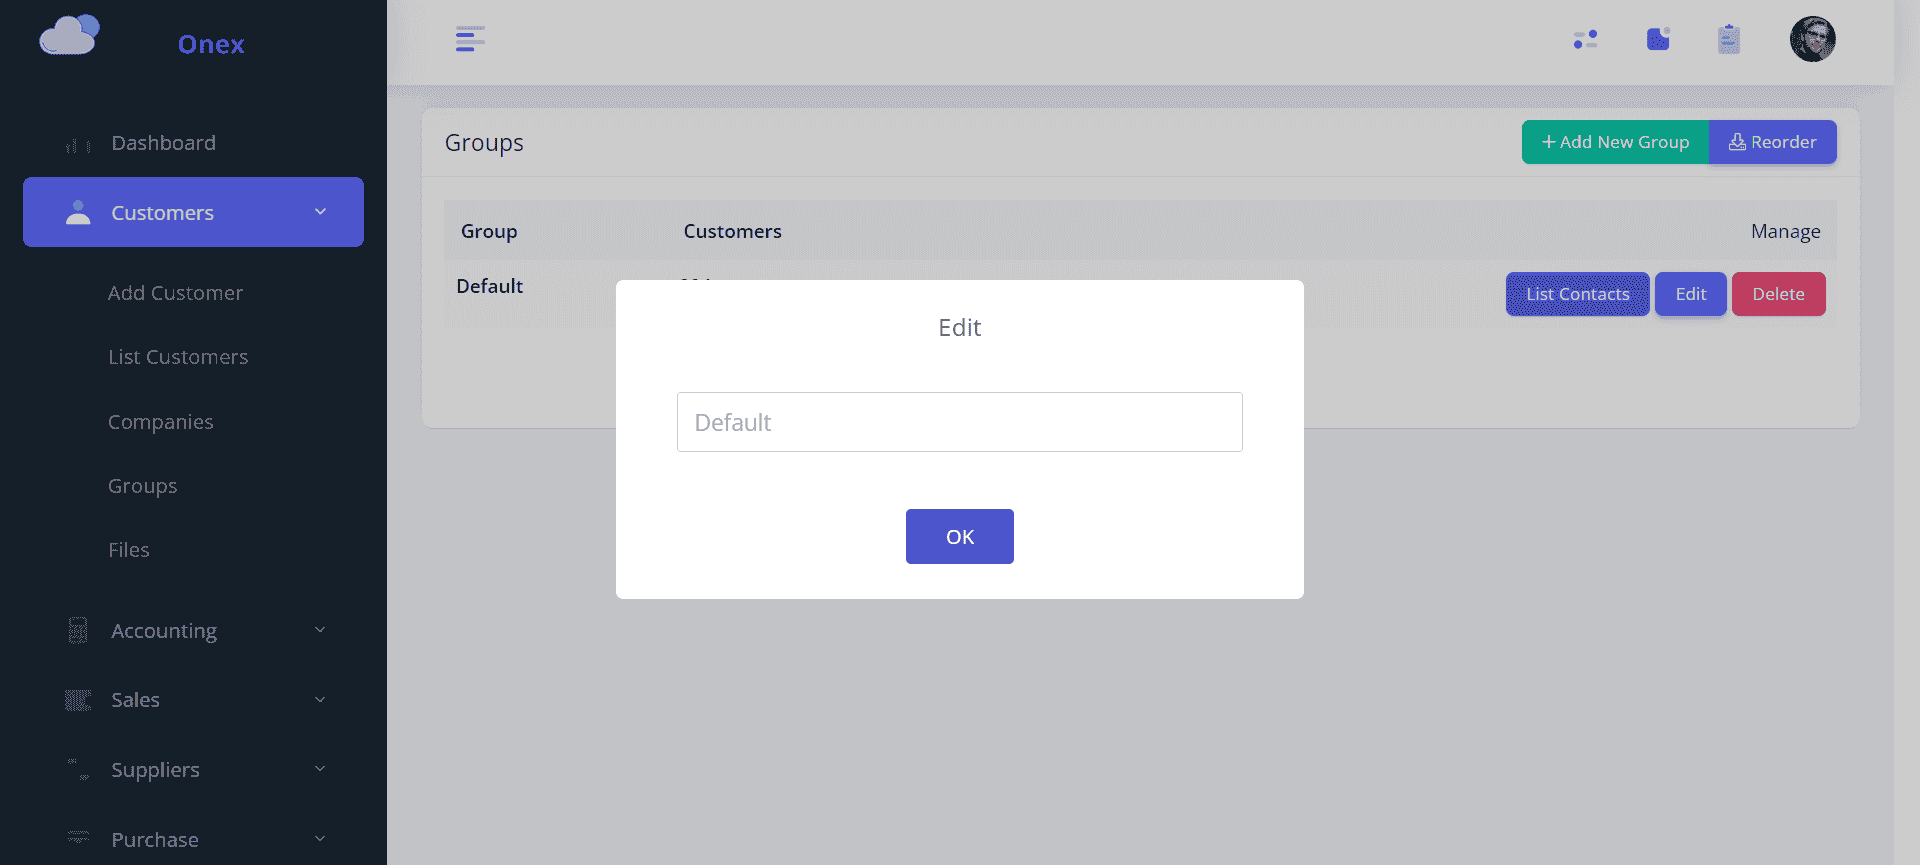 Onex
Dashboard
Customers
Add Customer
List Customers
Companies
Groups
Files
Accounting
Sales
Suppliers
Purchase
Groups
+ Add New Group
Reorder
Group Customers Manage
Default
List Contacts Edit Delete
Edit
Default
OK